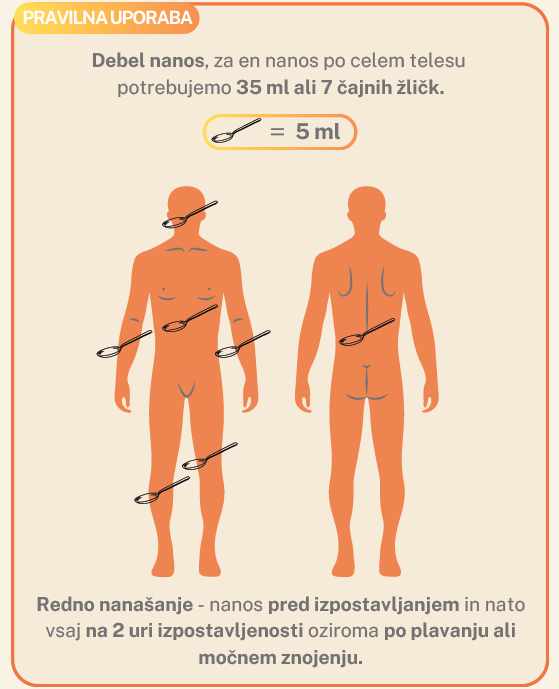 PRAVILNA UPORABA
Debel nanos, za en nanos po celem telesu
potrebujemo 35 ml ali 7 čajnih žličk.
= 5 ml
Redno nanašanje - nanos pred izpostavljanjem in nato
vsaj na 2 uri izpostavljenosti oziroma po plavanju ali
močnem znojenju.